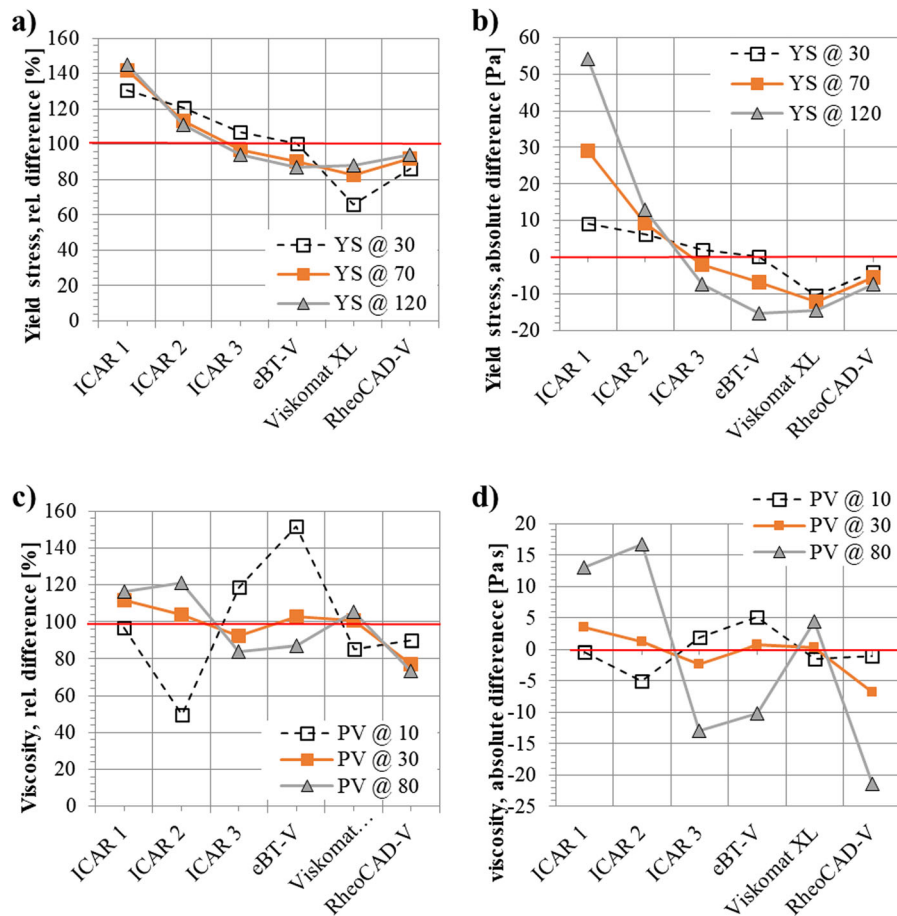 a)
Yield stress, rel. difference [%]
160
140
120
100
80
60
40
20
0
YS @ 30
YS @ 70
YS @ 120
ICAR 1
ICAR 2
ICAR 3
eBT-V
Viskomat XL
RheoCAD-V
b)
Yield stress, absolute difference [Pa]
60
50
40
30
20
10
0
-10
-20
YS @ 30
YS @ 70
YS @ 120
ICAR 1
ICAR 2
ICAR 3
eBT-V
Viskomat XL
RheoCAD-V
c)
Viscosity, rel. difference [%]
160
140
120
100
80
60
40
20
0
PV @ 10
PV @ 30
PV @ 80
ICAR 1
ICAR 2
ICAR 3
eBT-V
Viskomat…
RheoCAD-V
d)
viscosity, absolute differenece [Pa s]
20
15
10
5
0
-5
-10
-15
-20
-25
PV @ 10
PV @ 30
PV @ 80
ICAR 1
ICAR 2
ICAR 3
eBT-V
Viskomat XL
RheoCAD-V